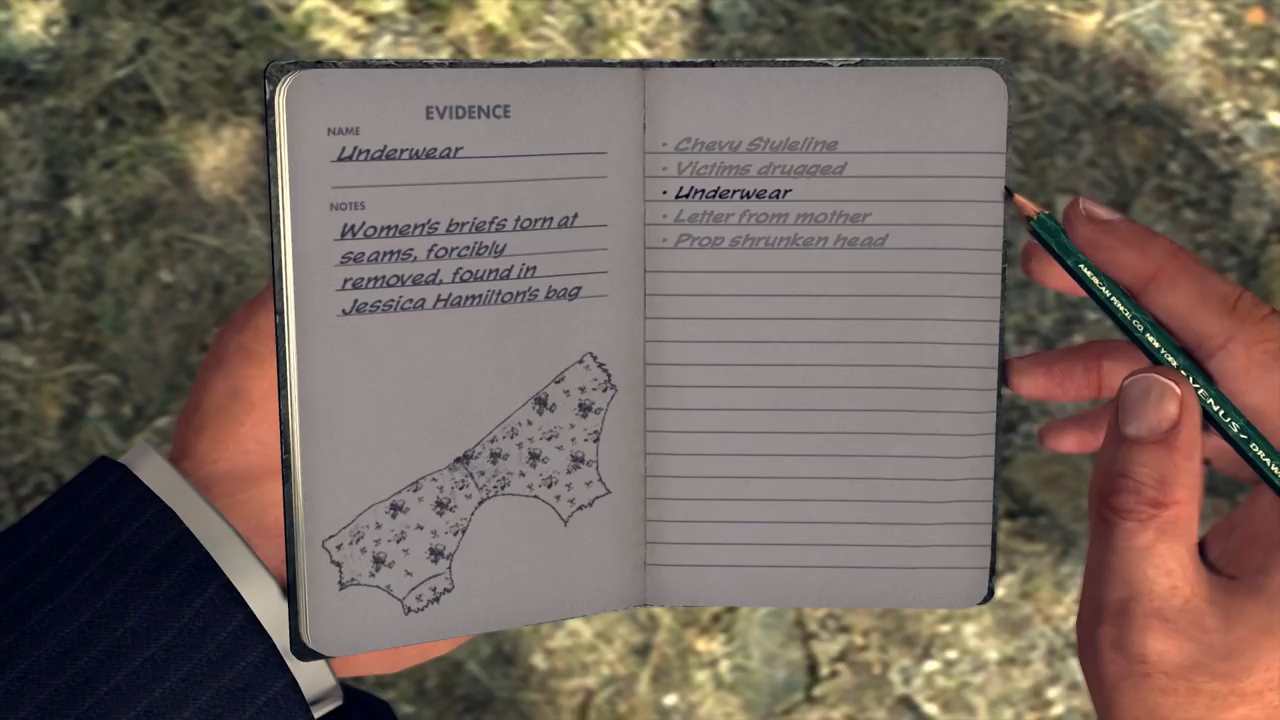 EVIDENCE
NAME
Underwear
NOTES
Women's briefs torn at
seams, forcibly
removed, found in
Jessica Hamilton's bag
• Chevy Styleline
• Victims drugged
• Underwear
• Letter from mother
• Prop shrunken head
AMERICAN PENCIL CO. NEW YORK VENUS DRAW